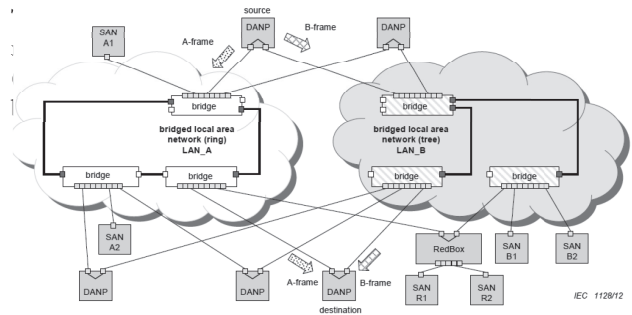 source
DANP
B-frame
DANP
SAN
A1
A-frame
bridge
bridge
bridged local area
network (ring)
LAN_A
bridged local area
network (tree)
LAN_B
bridge
bridge
bridge
bridge
SAN
A2
RedBox
SAN
B1
SAN
B2
DANP
DANP
A-frame
DANP
B-frame
SAN
R1
SAN
R2
destination
IEC 1128/12